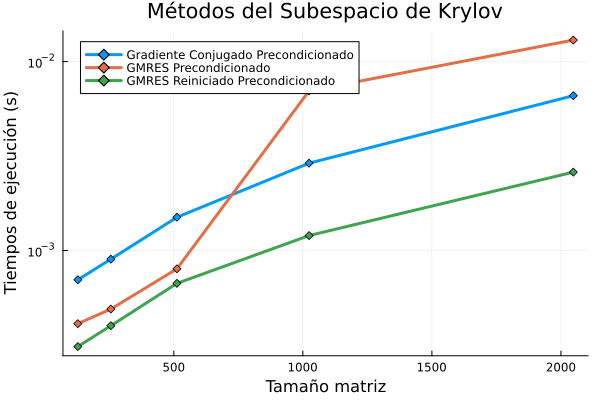 Métodos del Subespacio de Krylov
Gradiente Conjugado Precondicionado
GMRES Precondicionado
GMRES Reiniciado Precondicionado
Tiempos de ejecución (s)
10⁻²
10⁻³
500
1000
1500
2000
Tamaño matriz